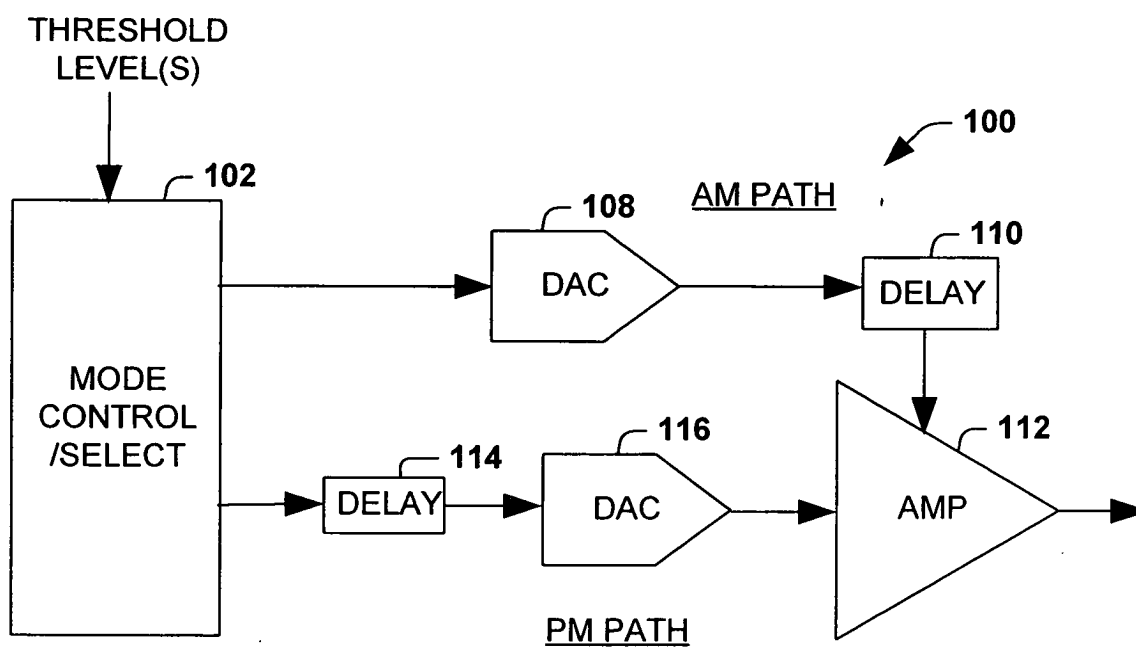 THRESHOLD
LEVEL(S)
100
102
AM PATH
108
110
DAC
DELAY
MODE
CONTROL
/SELECT
114
116
112
DELAY
DAC
AMP
PM PATH